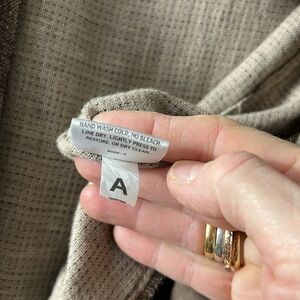 HAND WASH COLD, NO BLEACH,
LINE DRY. LIGHTLY PRESS TO
RESTORE. OR DRY CLEAN.
A